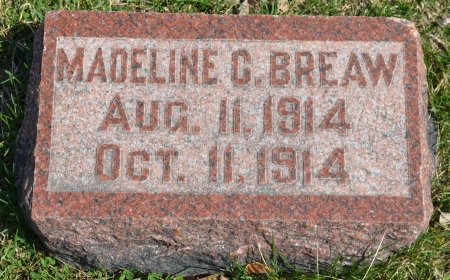 MADELINE C. BREAW
AUG. 11, 1914
OCT. 11, 1914